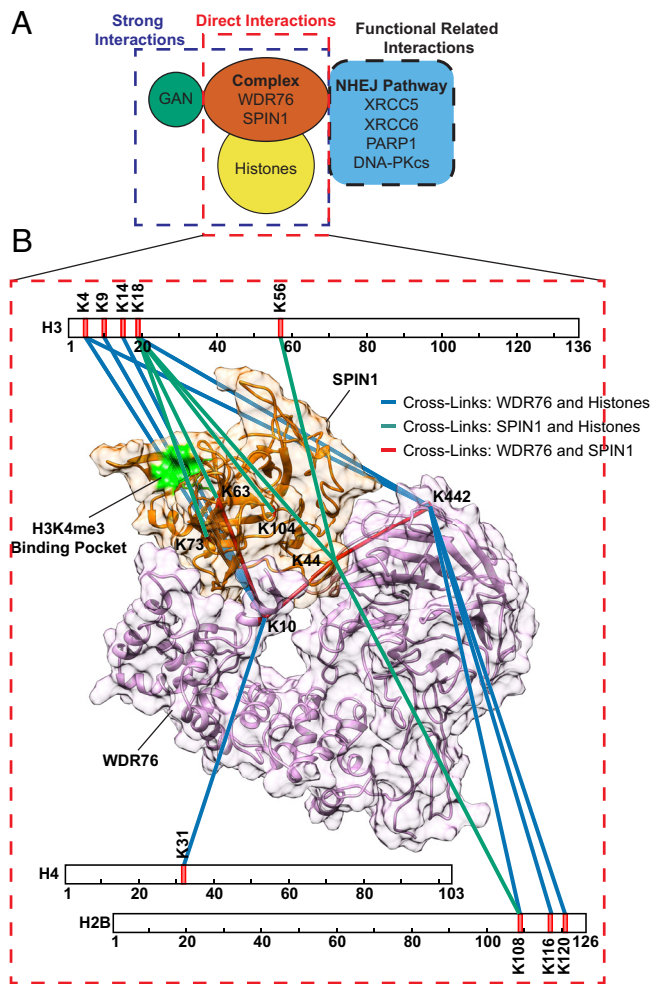 A
Strong
Interactions
Direct Interactions
Functional Related
Interactions
GAN
Complex
WDR76
SPIN1
Histones
NHEJ Pathway
XRCC5
XRCC6
PARP1
DNA-PKcs
B
K4 K9 K14 K18 K56
H3
1 20 40 60 80 100 120 136
SPIN1
Cross-Links: WDR76 and Histones
Cross-Links: SPIN1 and Histones
Cross-Links: WDR76 and SPIN1
K63
K442
H3K4me3
Binding Pocket
K104
K73
K44
K10
WDR76
K31
H4
1 20 40 60 80 103
H2B
1 20 40 60 80 100 126
K108 K116 K120